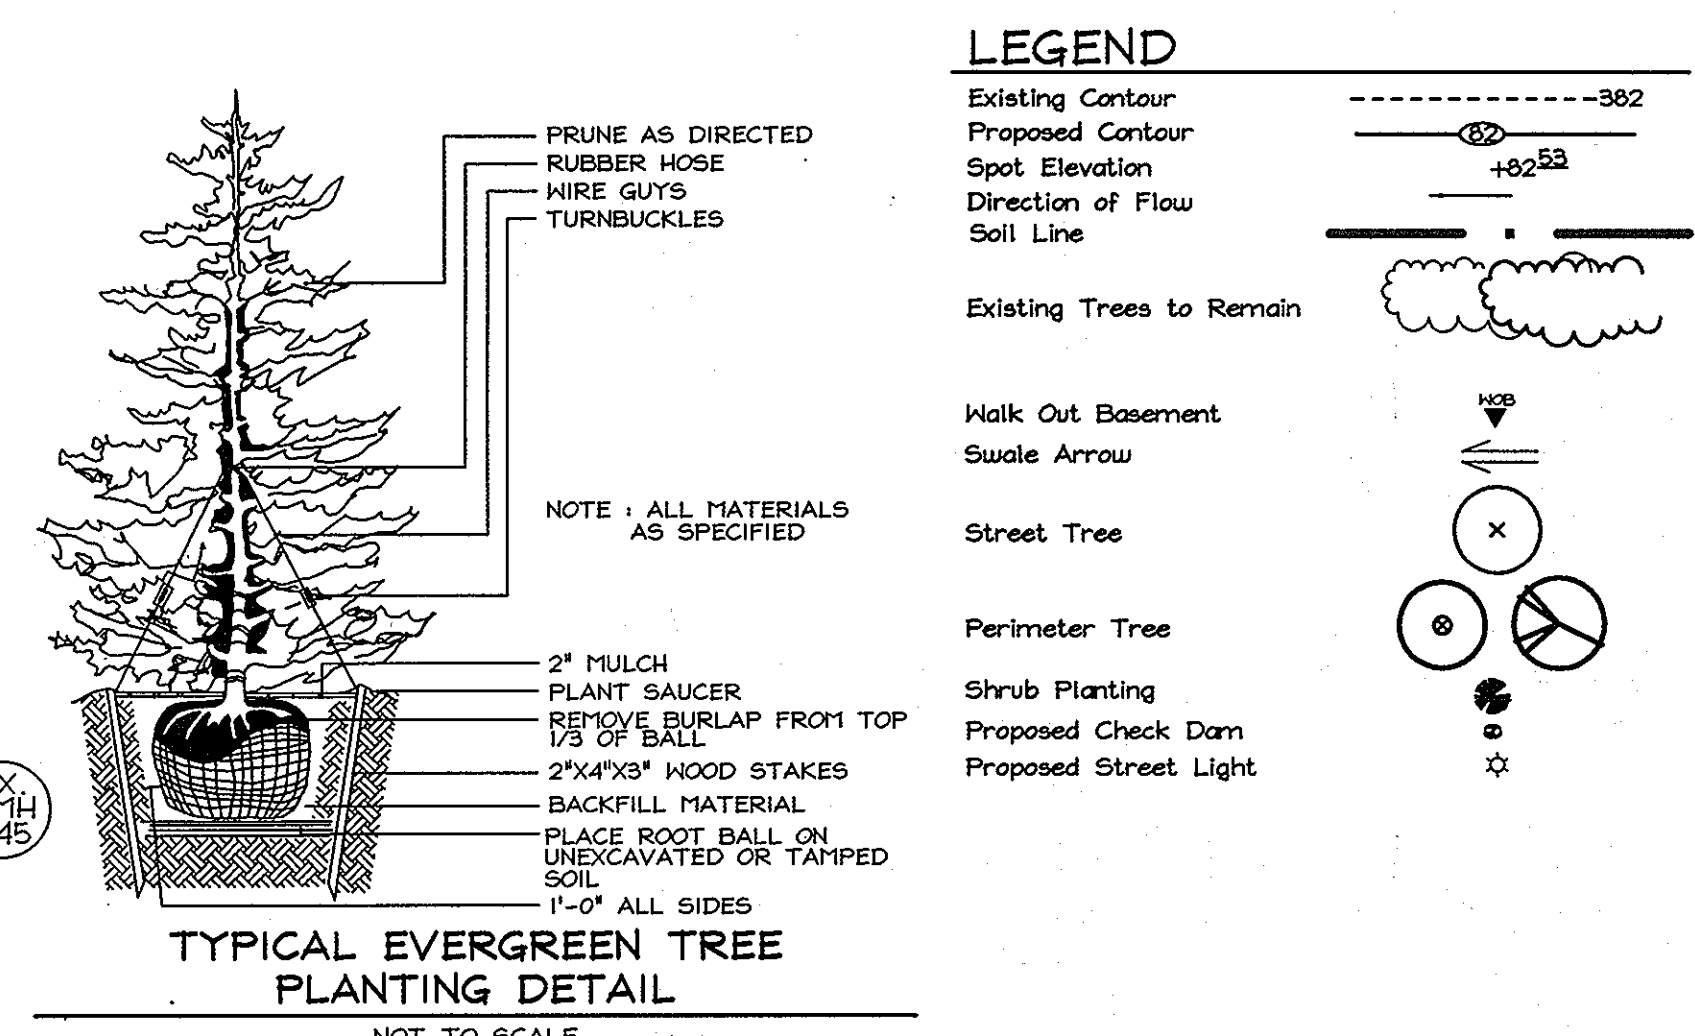 PRUNE AS DIRECTED
RUBBER HOSE
WIRE GUYS
TURNBUCKLES
NOTE : ALL MATERIALS
AS SPECIFIED
2" MULCH
PLANT SAUCER
REMOVE BURLAP FROM TOP
1/3 OF BALL
2"X4"X3" WOOD STAKES
BACKFILL MATERIAL
PLACE ROOT BALL ON
UNEXCAVATED OR TAMPED
SOIL
1'-0" ALL SIDES
X.
MH
45
TYPICAL EVERGREEN TREE
PLANTING DETAIL
NOT TO SCALE
LEGEND
Existing Contour 382
Proposed Contour 82
Spot Elevation +82 53
Direction of Flow
Soil Line
Existing Trees to Remain
Walk Out Basement WOB
Swale Arrow
Street Tree
Perimeter Tree
Shrub Planting
Proposed Check Dam
Proposed Street Light